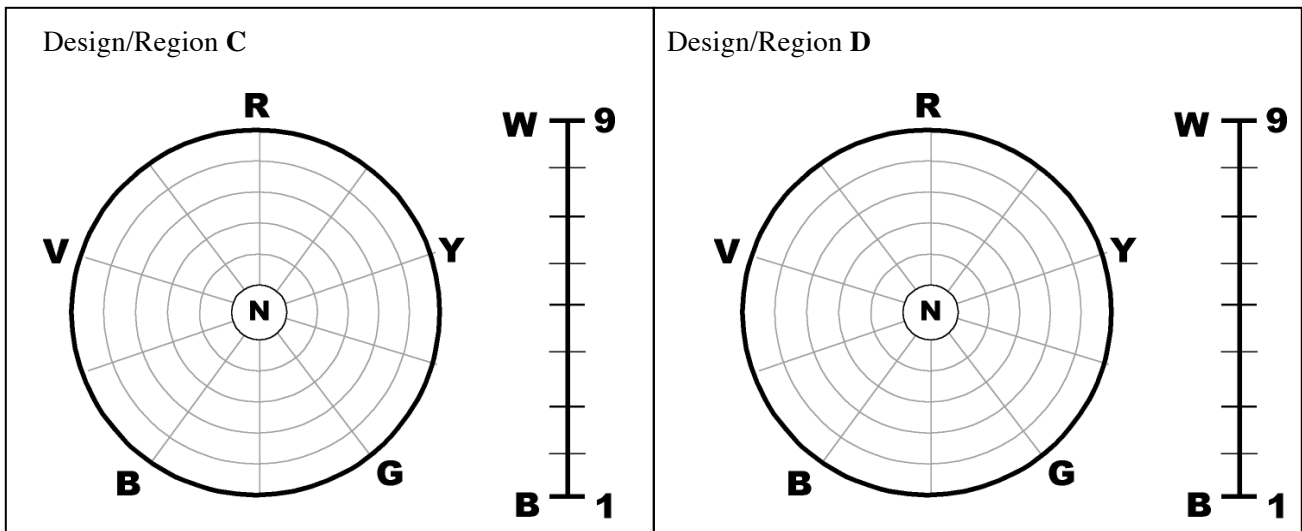 Design/Region C
R
W 9
V
Y
N
B
G
B 1
Design/Region D
R
W 9
V
Y
N
B
G
B 1